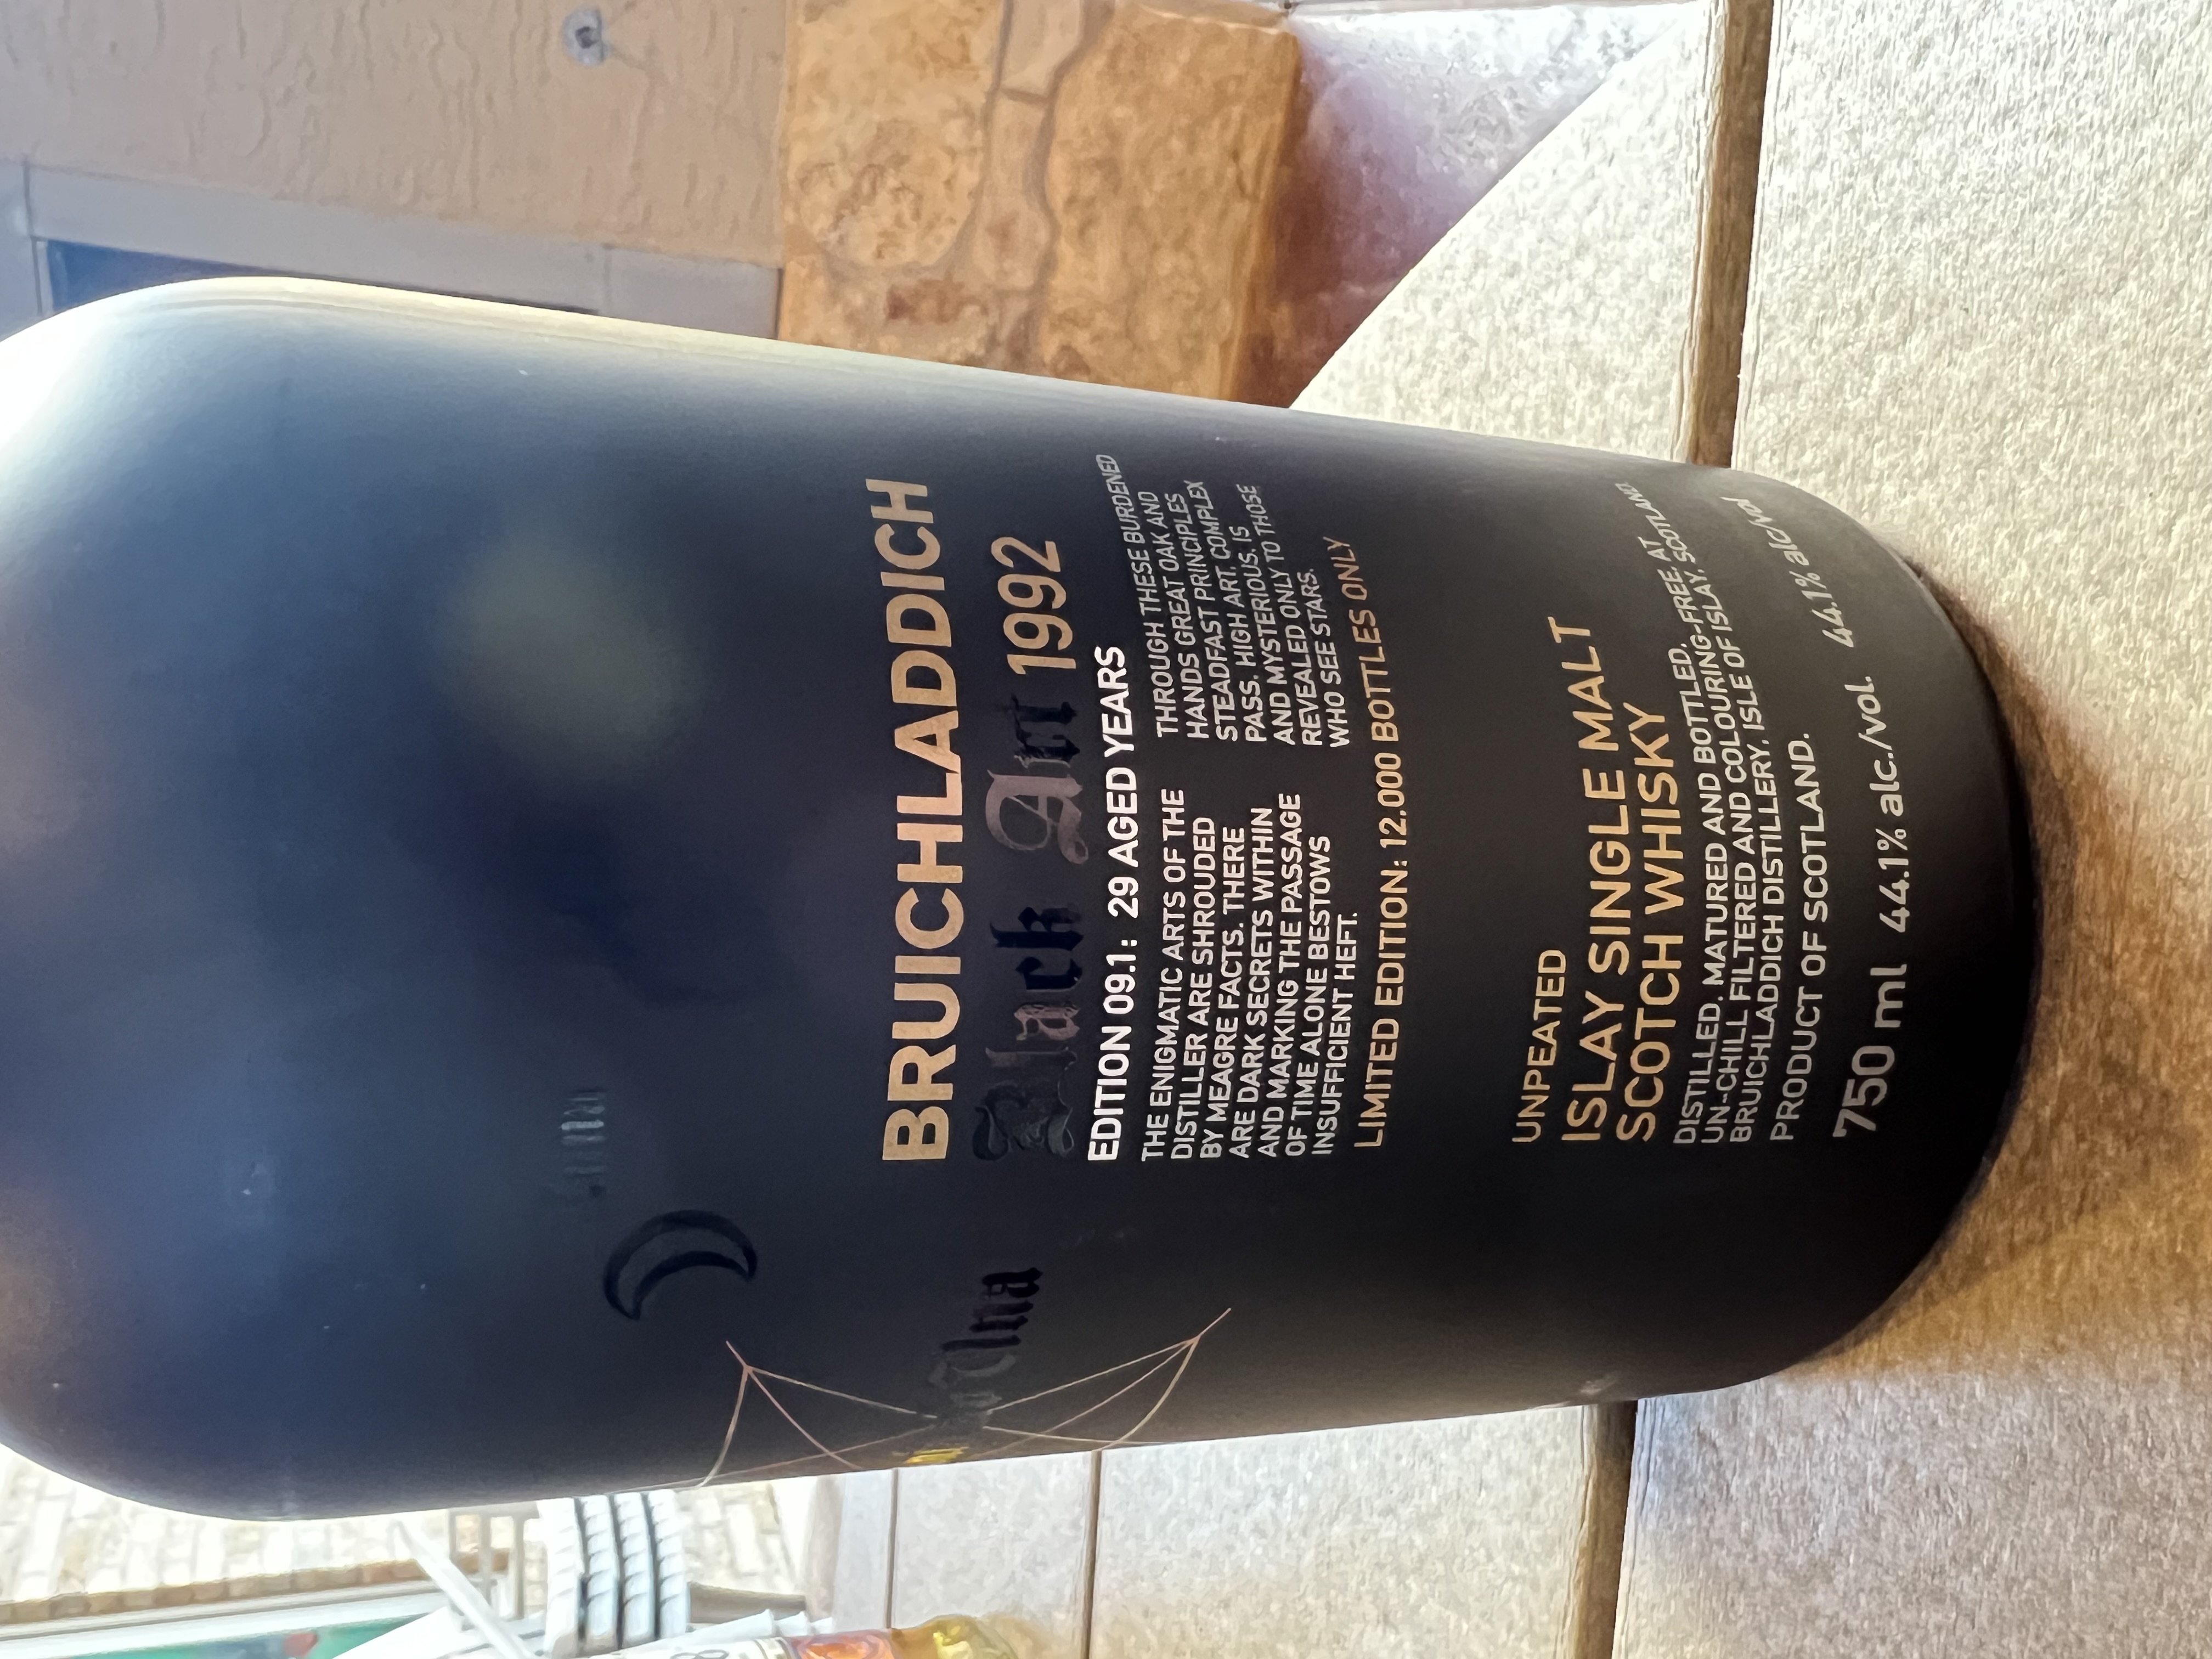 BRUICHLADDICH
Black Art 1992
EDITION 09.1: 29 AGED YEARS
THE ENIGMATIC ARTS OF THE
DISTILLER ARE SHROUDED
BY MEAGRE FACTS. THERE
ARE DARK SECRETS WITHIN
AND MARKING THE PASSAGE
OF TIME ALONE BESTOWS
INSUFFICIENT HEFT.
THROUGH THESE BURDENED
HANDS GREAT OAK AND
STEADFAST PRINCIPLES
PASS. HIGH ART, COMPLEX
AND MYSTERIOUS, IS
REVEALED ONLY TO THOSE
WHO SEE STARS.
LIMITED EDITION: 12,000 BOTTLES ONLY
UNPEATED
ISLAY SINGLE MALT
SCOTCH WHISKY
DISTILLED, MATURED AND BOTTLED,
UN-CHILL FILTERED AND COLOURING-FREE, AT
BRUICHLADDICH DISTILLERY, ISLE OF ISLAY, SCOTLAND.
PRODUCT OF SCOTLAND.
750 ml 44.1% alc./vol. 44.1% alc/vol